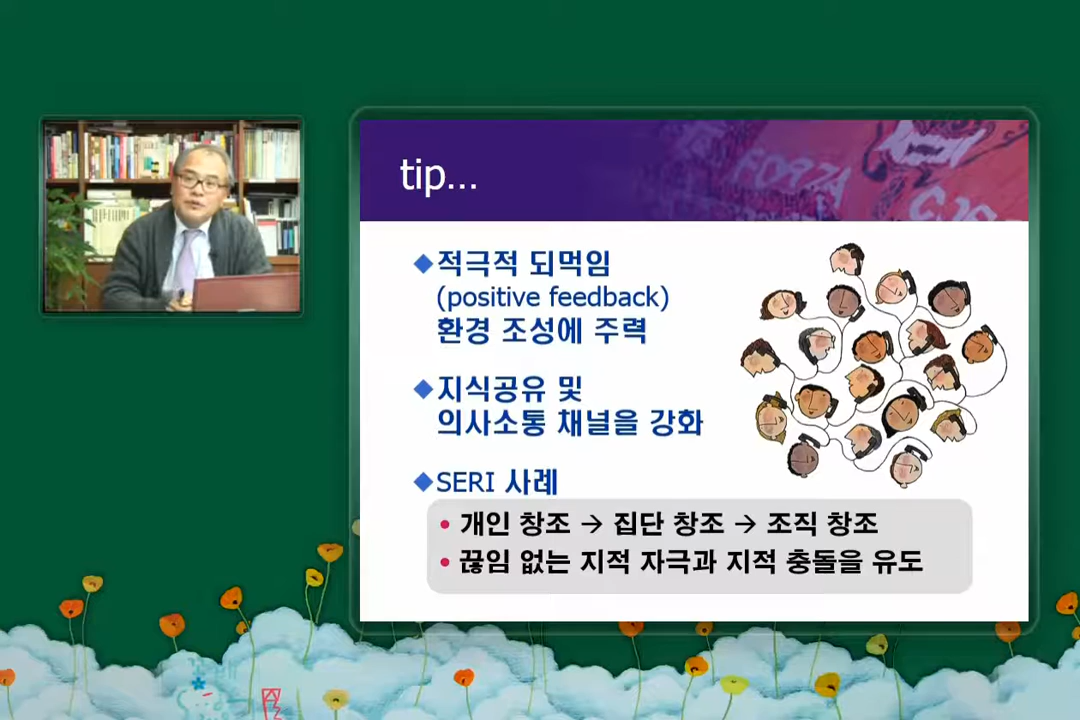 tip...
◆적극적 되먹임
(positive feedback)
환경 조성에 주력
◆지식공유 및
의사소통 채널을 강화
◆SERI 사례
• 개인 창조 → 집단 창조 → 조직 창조
• 끊임 없는 지적 자극과 지적 충돌을 유도